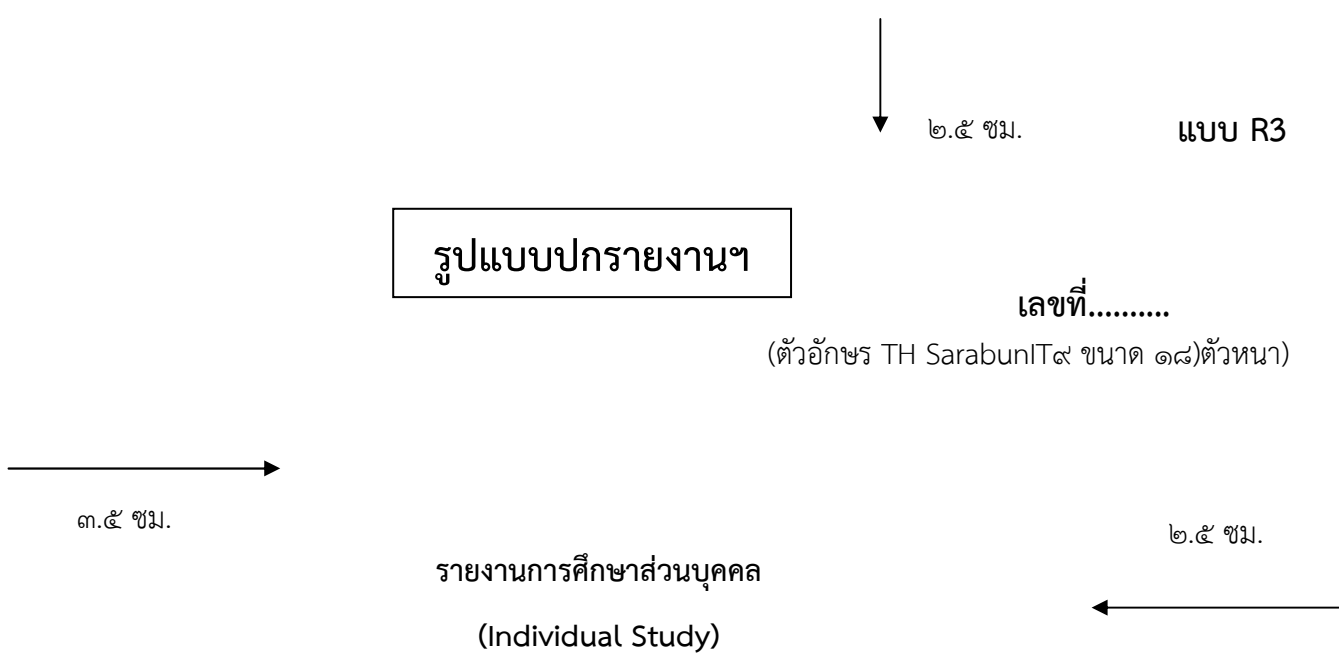 ๒.๕ ซม. แบบ R3
รูปแบบปกรายงานฯ
เลขที่..........
(ตัวอักษร TH SarabunIT๙ ขนาด ๑๘)ตัวหนา)
๓.๕ ซม.
๒.๕ ซม.
รายงานการศึกษาส่วนบุคคล
(Individual Study)